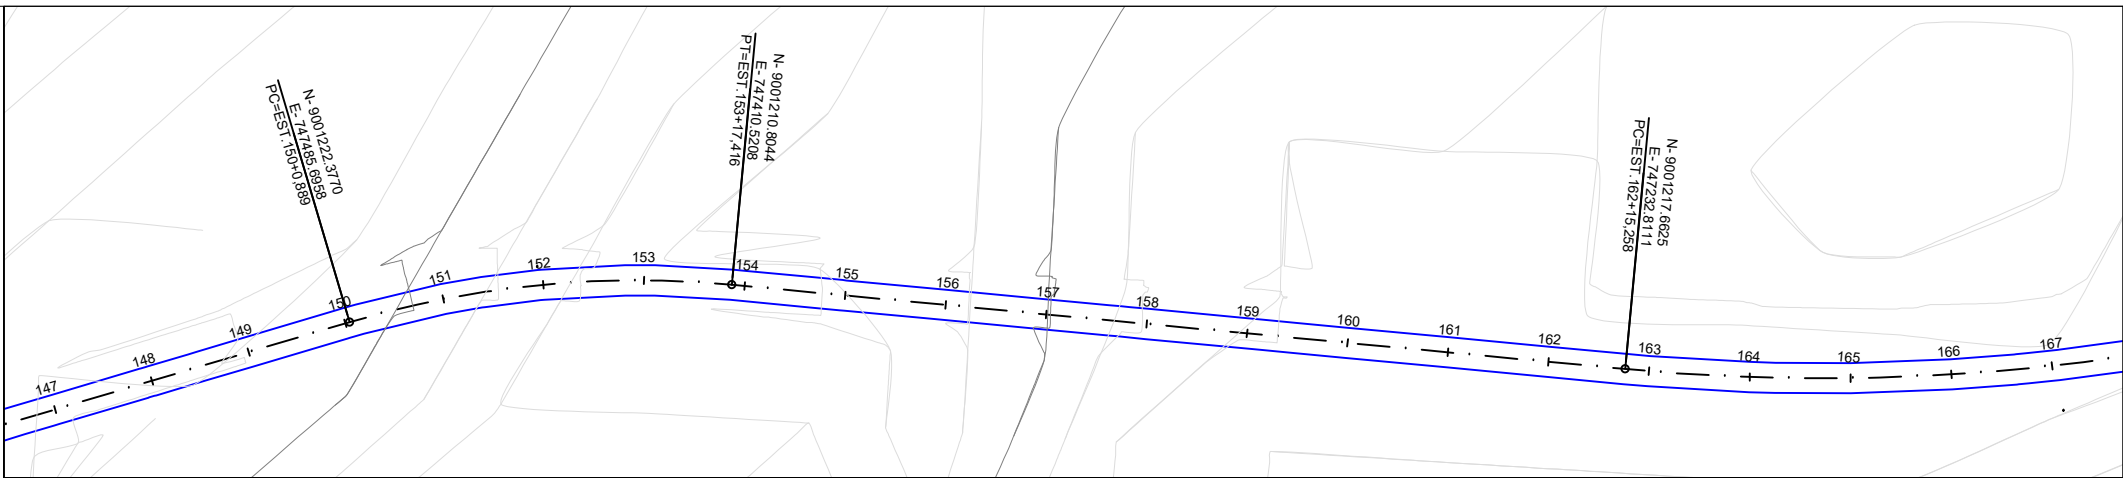 N- 9001222.3770
E- 747485.6958
PC=EST.150+0,889
N- 9001210.8044
E- 747410.5208
PT=EST.153+17,416
N- 9001217.6625
E- 747232.8111
PC=EST.162+15,258
147
148
149
150
151
152
153
154
155
156
157
158
159
160
161
162
163
164
165
166
167